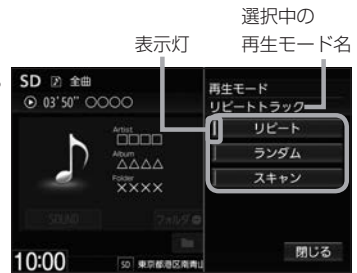 選択中の
表示灯 再生モード名
SD 全曲
03'50" ○○○○
再生モード
リピートトラック
リピート
ランダム
スキャン
Artist
□□□□
Album
△△△△
Folder
××××
SOUND フォルダ
閉じる
10:00 SD 東京都港区南青山